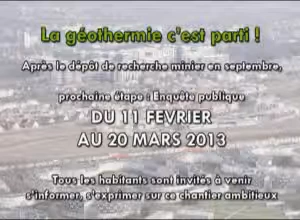 La géothermie c'est parti !
Après le dépôt de recherche minier en septembre,
prochaine étape : Enquête publique
DU 11 FEVRIER
AU 20 MARS 2013
Tous les habitants sont invités à venir
s'informer, s'exprimer sur ce chantier ambitieux